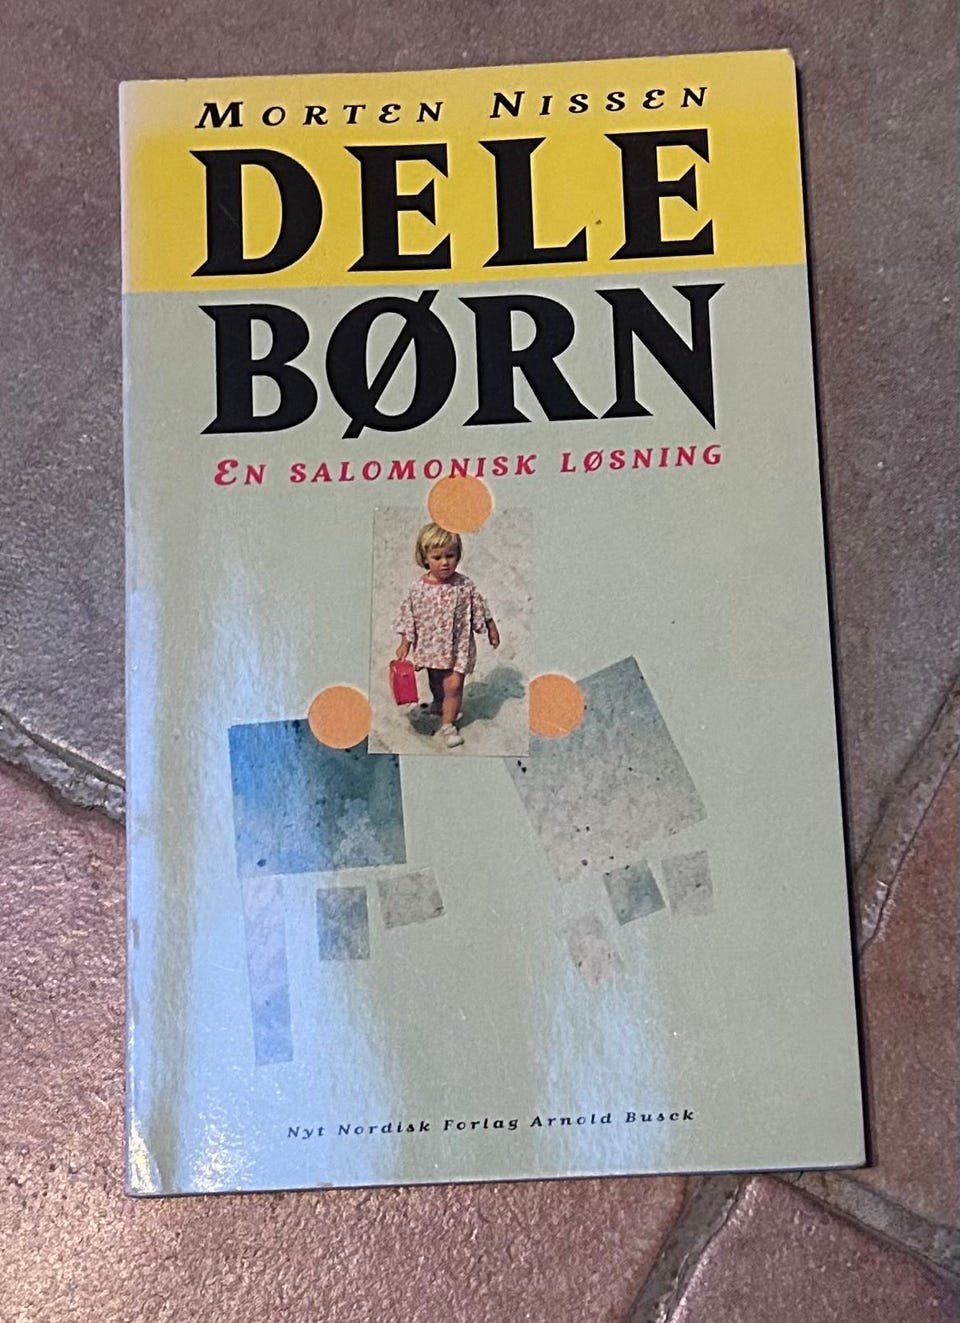 MORTEN NISSEN
DELE
BØRN
EN SALOMONISK LØSNING
Nyt Nordisk Forlag Arnold Busck